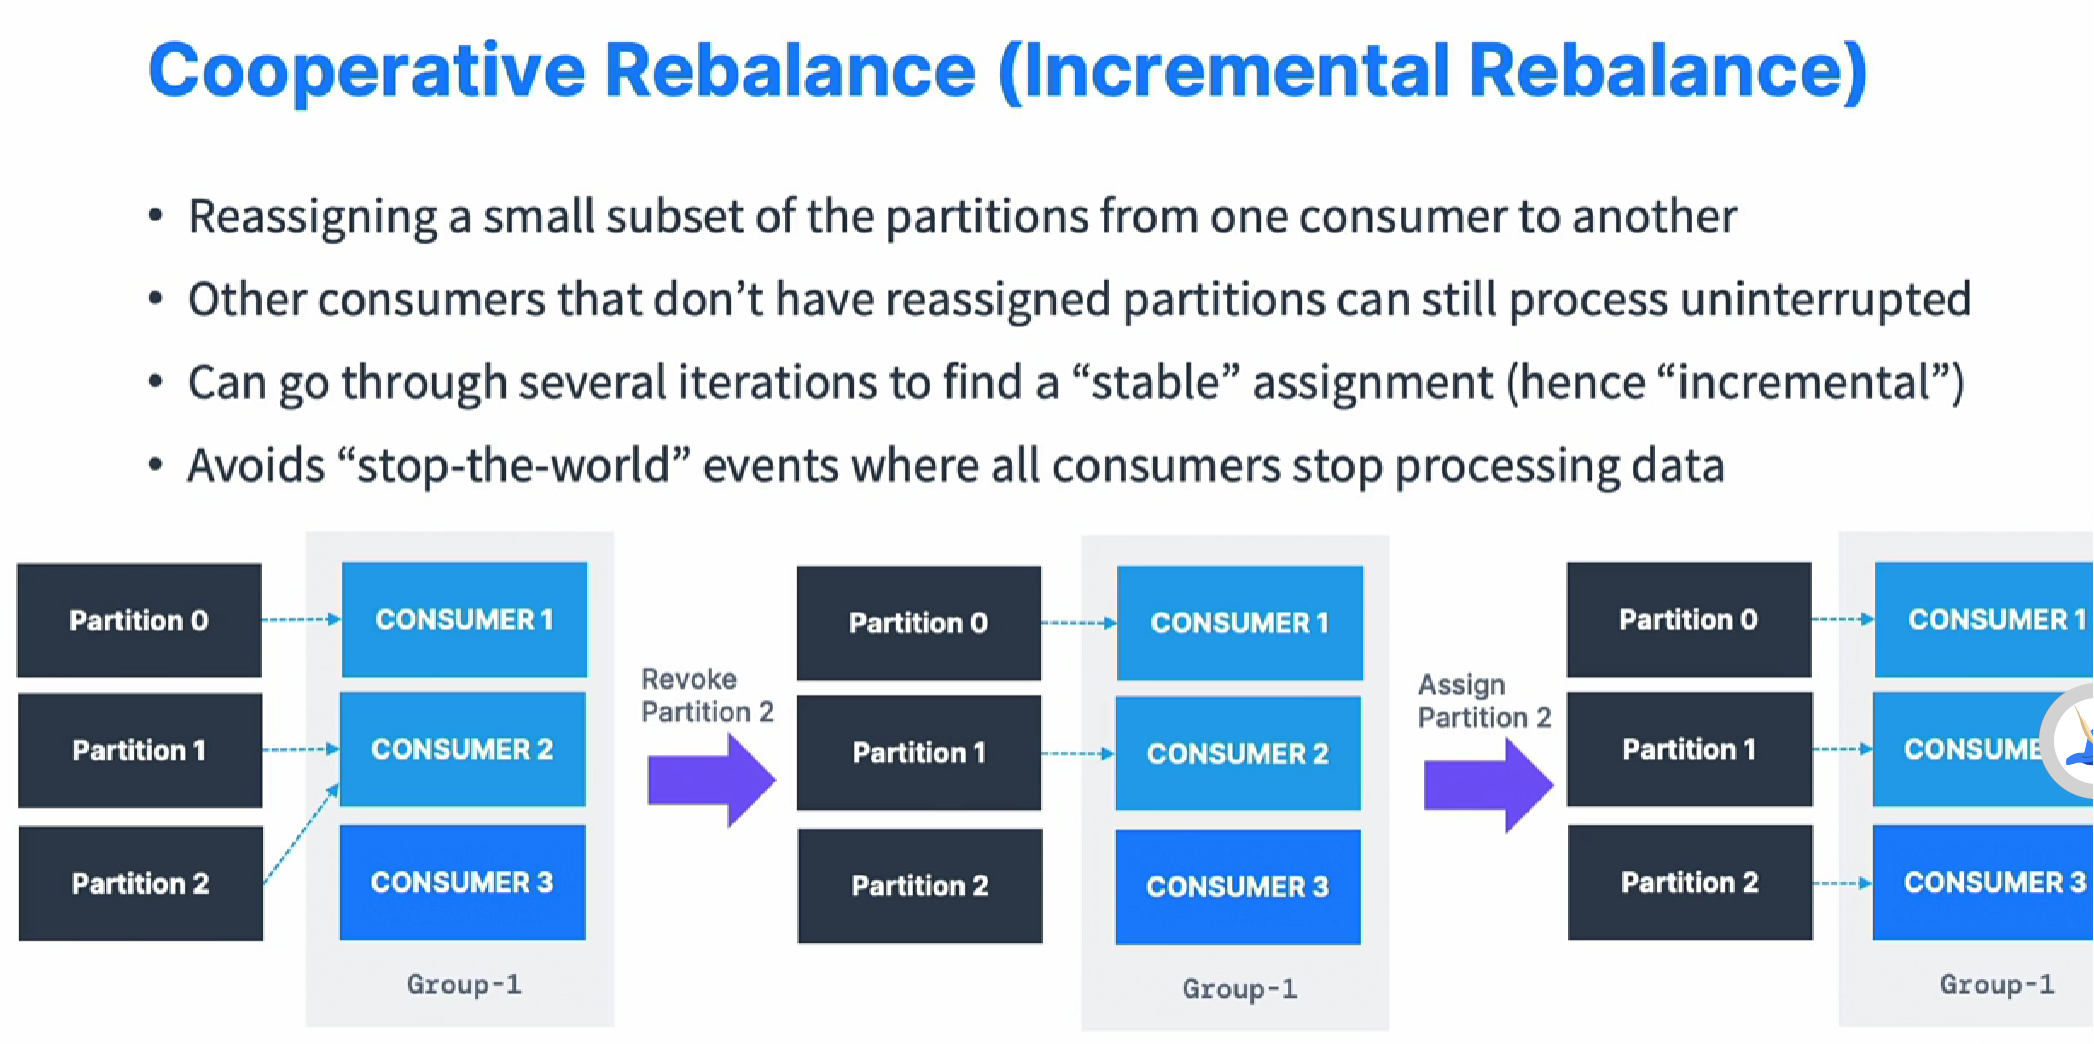 Cooperative Rebalance (Incremental Rebalance)
• Reassigning a small subset of the partitions from one consumer to another
• Other consumers that don’t have reassigned partitions can still process uninterrupted
• Can go through several iterations to find a “stable” assignment (hence “incremental”)
• Avoids “stop-the-world” events where all consumers stop processing data
Partition 0
CONSUMER 1
Partition 1
CONSUMER 2
Partition 2
CONSUMER 3
Group-1
Revoke
Partition 2
Partition 0
CONSUMER 1
Partition 1
CONSUMER 2
Partition 2
CONSUMER 3
Group-1
Assign
Partition 2
Partition 0
CONSUMER 1
Partition 1
Partition 2
CONSUMER 3
Group-1